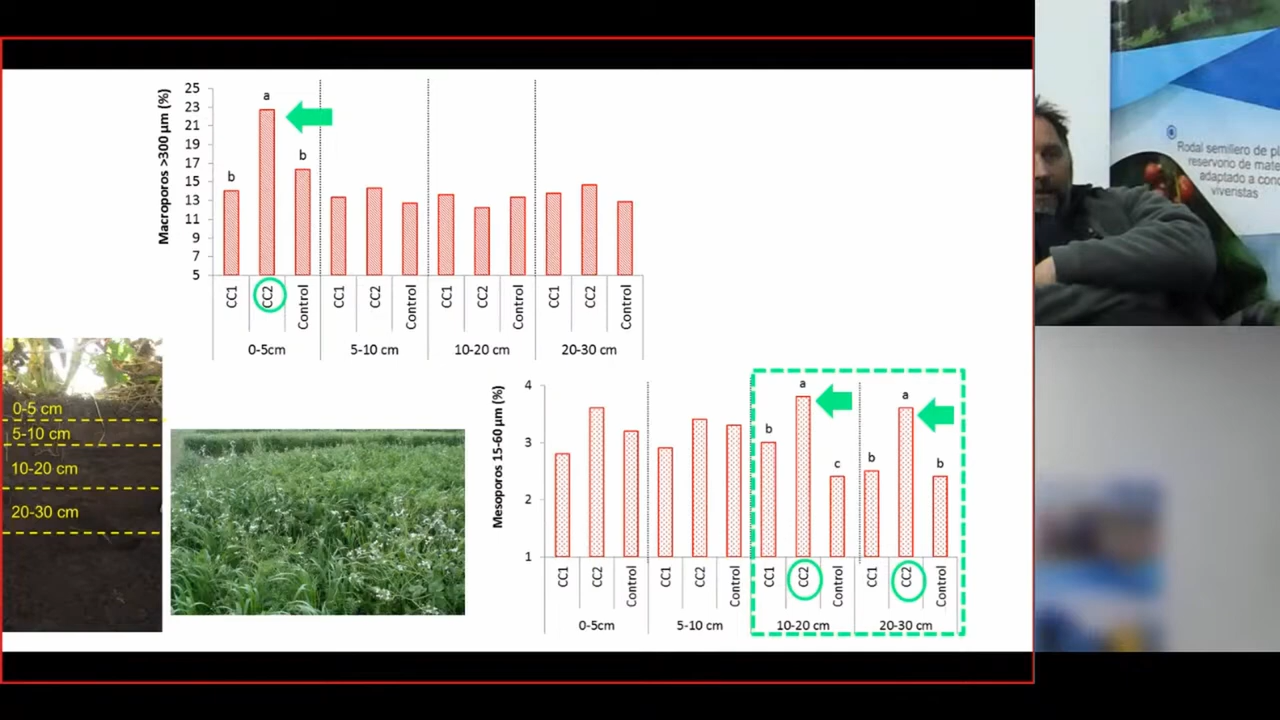 Macroporos >300 µm (%)
25
23
21
19
17
15
13
11
9
7
5
b
a
b
CC1
CC2
Control
CC1
CC2
Control
CC1
CC2
Control
CC1
CC2
Control
0-5cm
5-10 cm
10-20 cm
20-30 cm
0-5 cm
5-10 cm
10-20 cm
20-30 cm
Mesoporos 15-60 µm (%)
4
3
2
1
b
a
c
b
a
b
CC1
CC2
Control
CC1
CC2
Control
CC1
CC2
Control
CC1
CC2
Control
0-5cm
5-10 cm
10-20 cm
20-30 cm
Rodal semillero de
reservorio de
adaptado a
viveristas